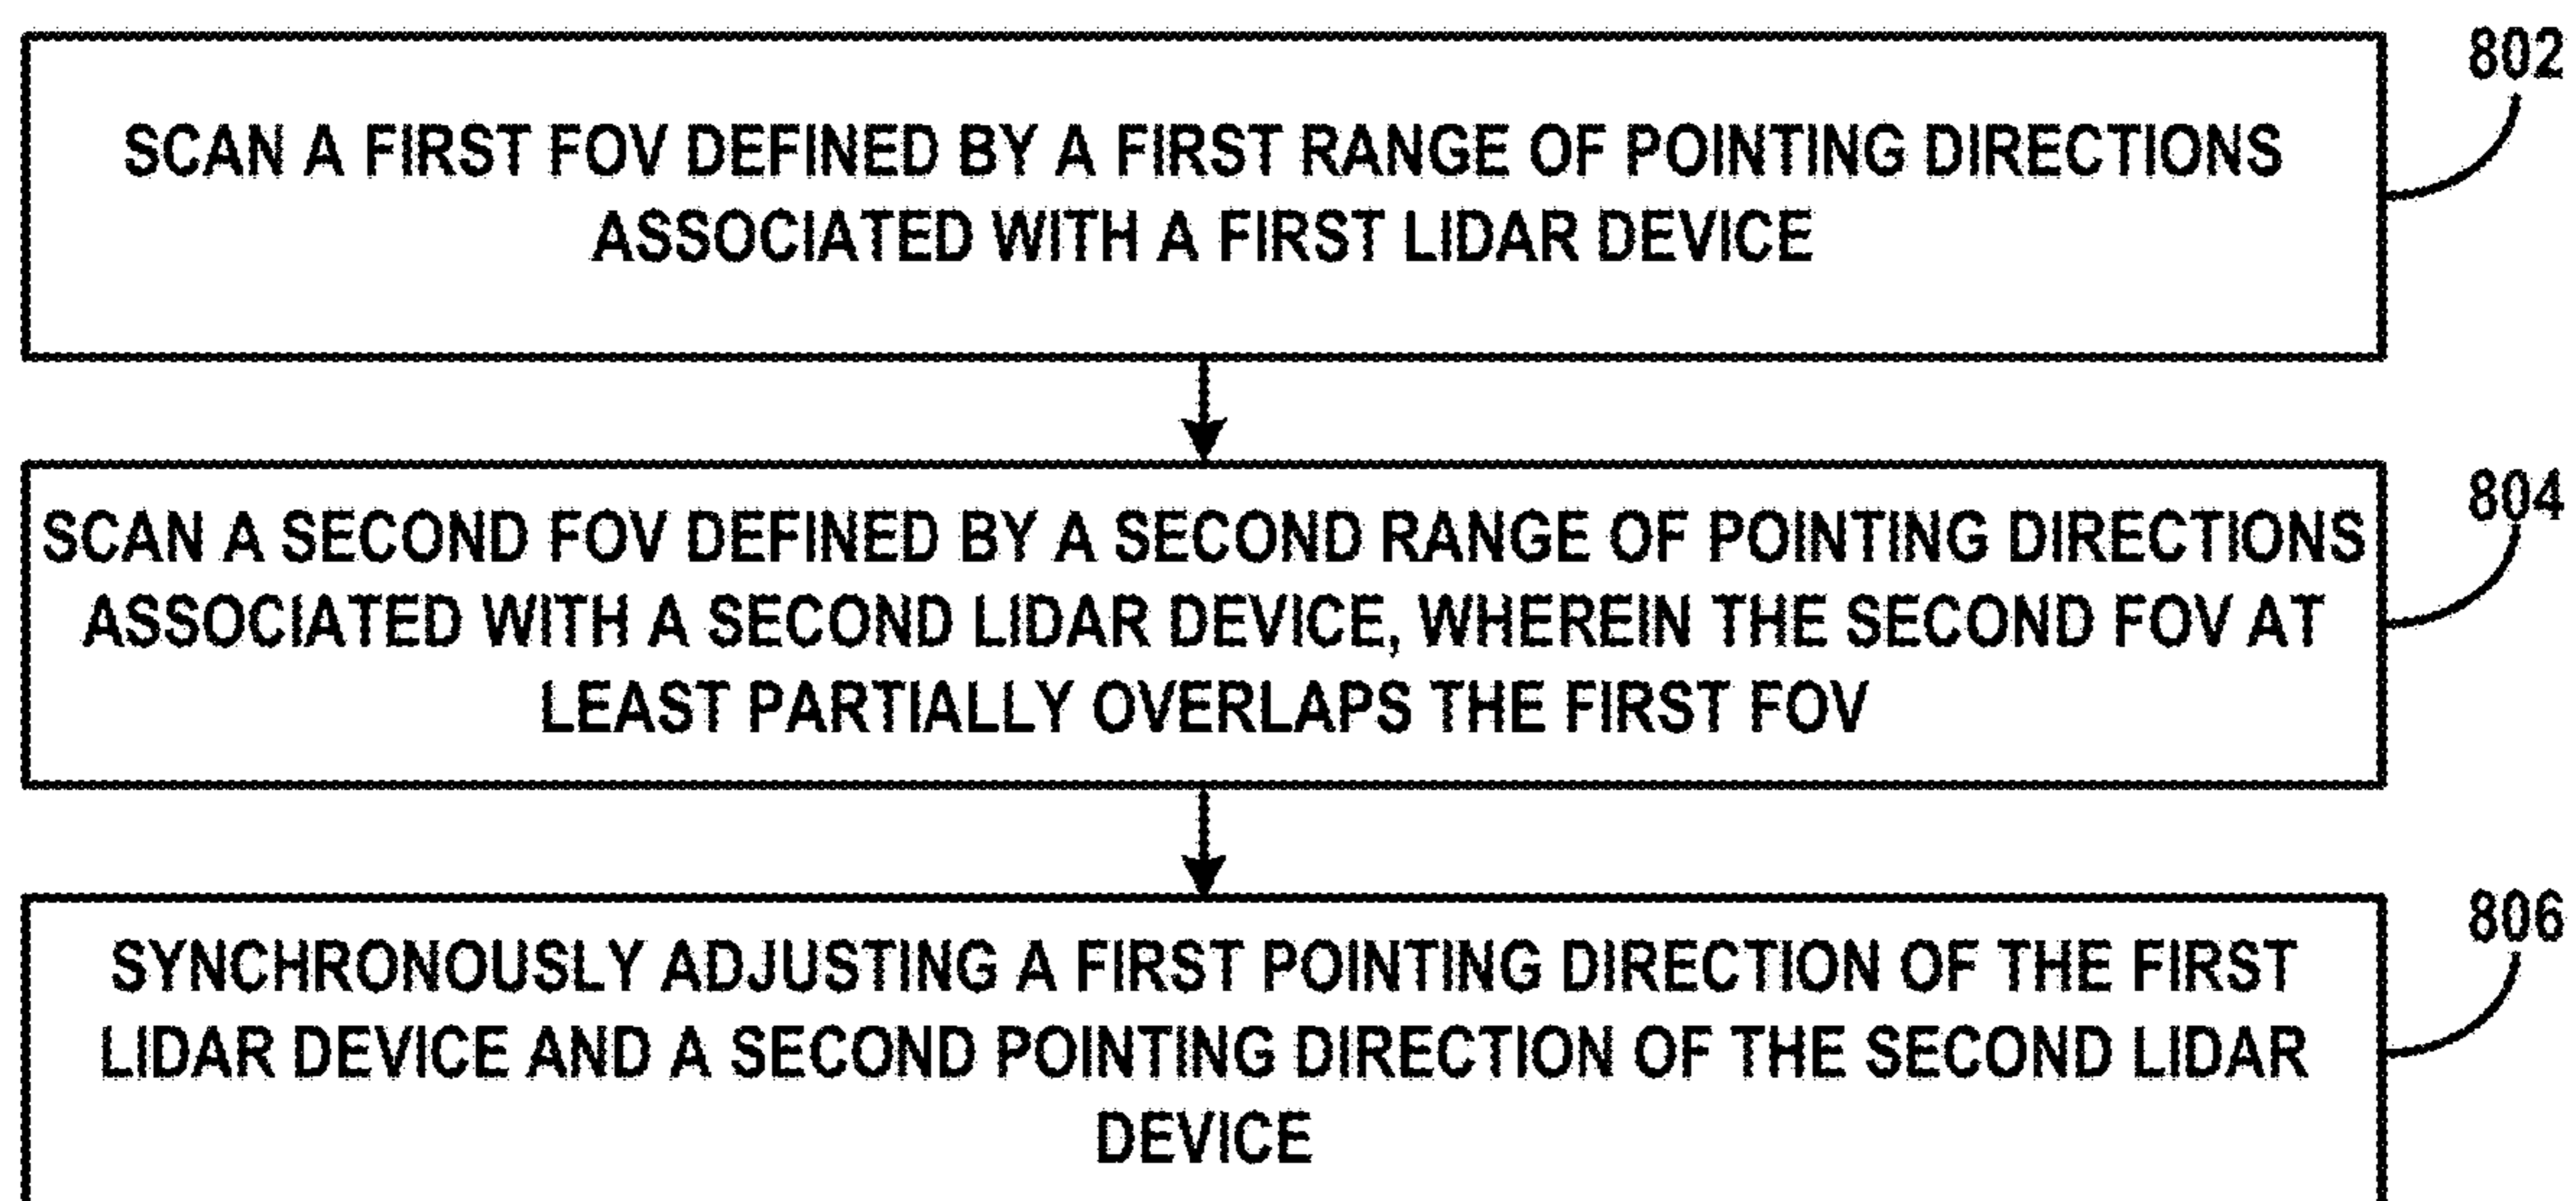 802
SCAN A FIRST FOV DEFINED BY A FIRST RANGE OF POINTING DIRECTIONS
ASSOCIATED WITH A FIRST LIDAR DEVICE
804
SCAN A SECOND FOV DEFINED BY A SECOND RANGE OF POINTING DIRECTIONS
ASSOCIATED WITH A SECOND LIDAR DEVICE, WHEREIN THE SECOND FOV AT
LEAST PARTIALLY OVERLAPS THE FIRST FOV
806
SYNCHRONOUSLY ADJUSTING A FIRST POINTING DIRECTION OF THE FIRST
LIDAR DEVICE AND A SECOND POINTING DIRECTION OF THE SECOND LIDAR
DEVICE